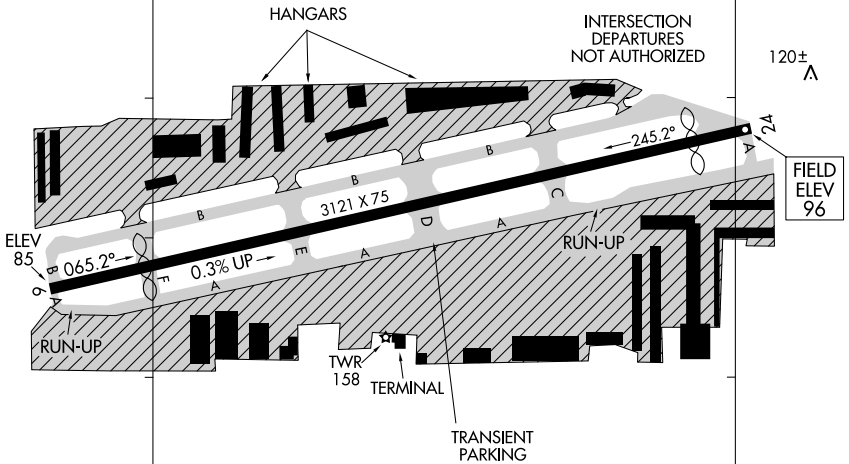 HANGARS
INTERSECTION
DEPARTURES
NOT AUTHORIZED
120±
24
245.2°
A
FIELD
ELEV
96
B
B
B
3121 X 75
C
D
A
RUN-UP
ELEV
85
B
065.2°
0.3% UP
E
A
F
A
6
A
RUN-UP
TWR
158
TERMINAL
TRANSIENT
PARKING